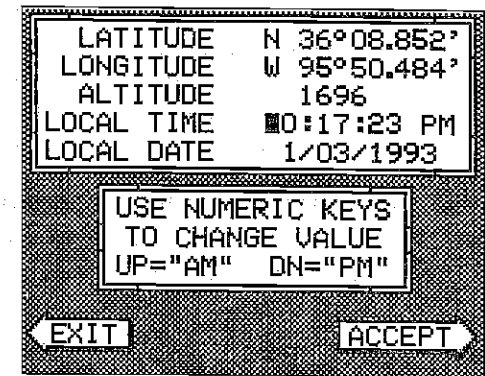 LATITUDE N 36°08.852'
LONGITUDE W 95°50.484'
ALTITUDE 1696
LOCAL TIME 0:17:23 PM
LOCAL DATE 1/03/1993
USE NUMERIC KEYS
TO CHANGE VALUE
UP="AM" DN="PM"
EXIT ACCEPT